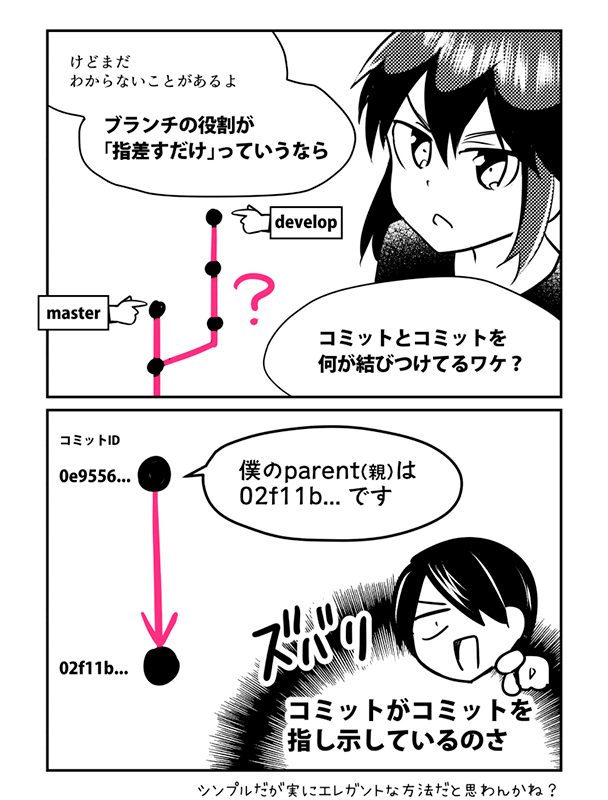 けどまだ
わからないことがあるよ
ブランチの役割が
「指差すだけ」っていうなら
develop
?
master
コミットとコミットを
何が結びつけてるワケ？
コミットID
0e9556...
僕のparent(親)は
02f11b... です
ズバリ
02f11b...
コミットがコミットを
指し示しているのさ
シンプルだが実にエレガントな方法だと思わんかね？